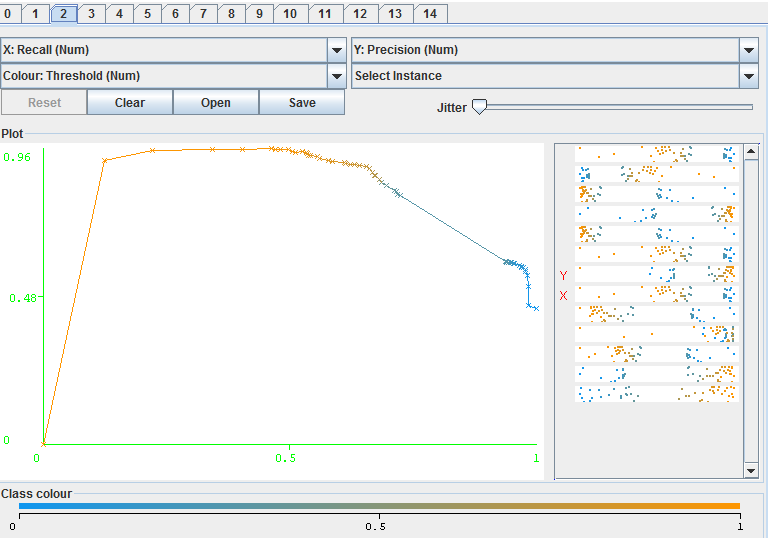 0 1 2 3 4 5 6 7 8 9 10 11 12 13 14
X: Recall (Num) Y: Precision (Num)
Colour: Threshold (Num) Select Instance
Reset Clear Open Save Jitter
Plot
0.96
Y
X
0.48
0
0 0.5 1
Class colour
0 0.5 1